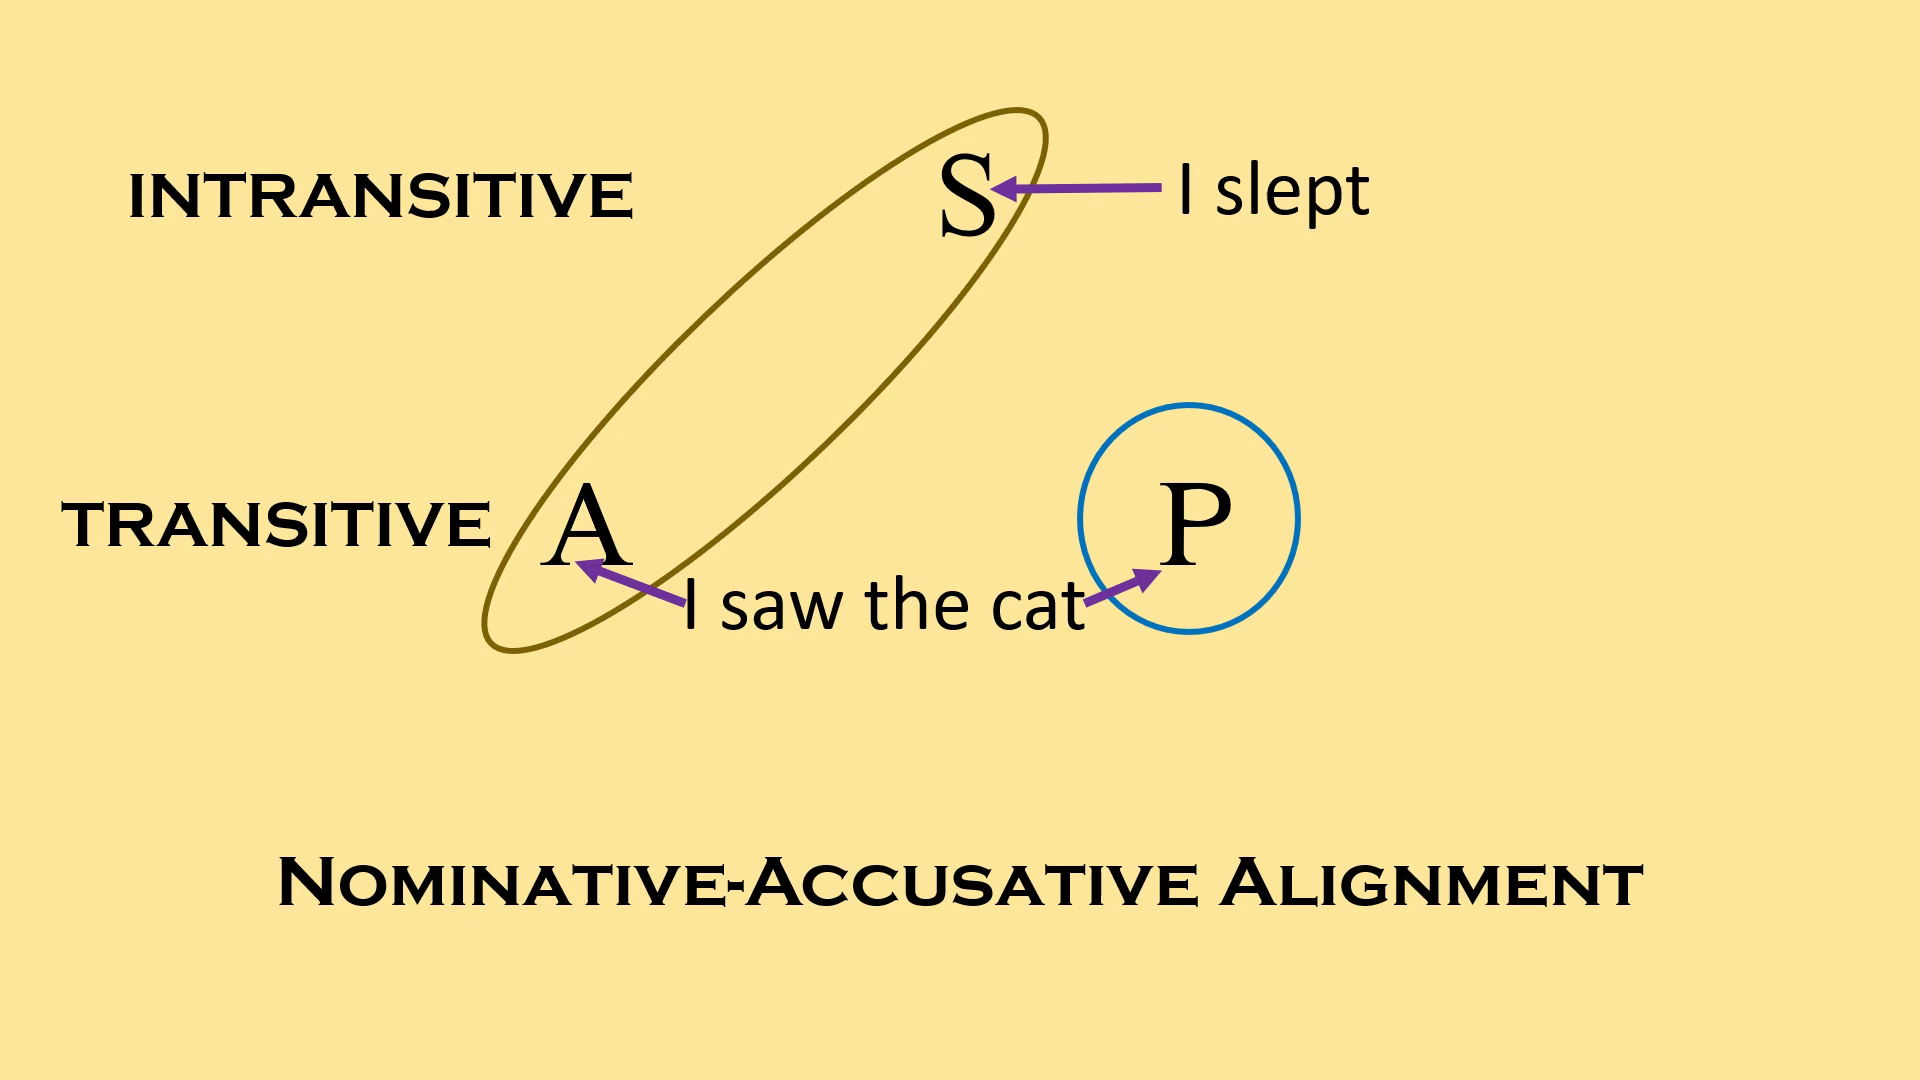 INTRANSITIVE
S
I slept
TRANSITIVE
A
P
I saw the cat
Nominative-Accusative Alignment